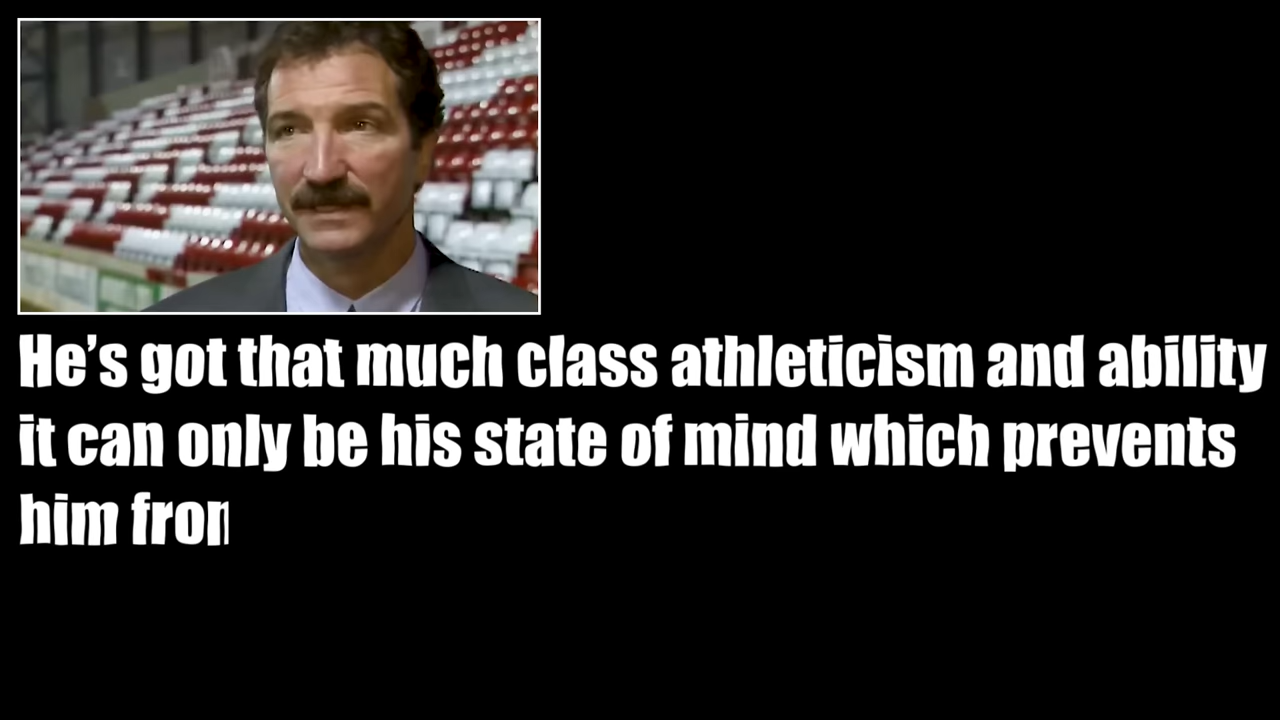 He's got that much class athleticism and ability
it can only be his state of mind which prevents
him from